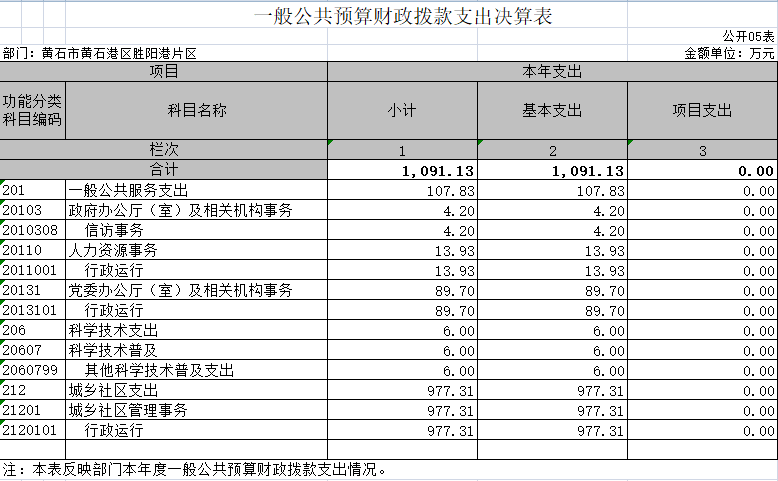 一般公共预算财政拨款支出决算表
公开05表
部门：黄石市黄石港区胜阳港片区 金额单位：万元
项目 本年支出
功能分类科目编码 科目名称 小计 基本支出 项目支出
栏次 1 2 3
合计 1,091.13 1,091.13 0.00
201 一般公共服务支出 107.83 107.83 0.00
20103 政府办公厅（室）及相关机构事务 4.20 4.20 0.00
2010308 信访事务 4.20 4.20 0.00
20110 人力资源事务 13.93 13.93 0.00
2011001 行政运行 13.93 13.93 0.00
20131 党委办公厅（室）及相关机构事务 89.70 89.70 0.00
2013101 行政运行 89.70 89.70 0.00
206 科学技术支出 6.00 6.00 0.00
20607 科学技术普及 6.00 6.00 0.00
2060799 其他科学技术普及支出 6.00 6.00 0.00
212 城乡社区支出 977.31 977.31 0.00
21201 城乡社区管理事务 977.31 977.31 0.00
2120101 行政运行 977.31 977.31 0.00
注：本表反映部门本年度一般公共预算财政拨款支出情况。